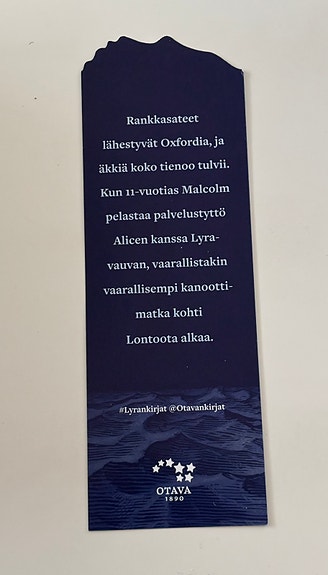 Rankkasateet
lähestyvät Oxfordia, ja
äkkiä koko tienoo tulvii.
Kun 11-vuotias Malcolm
pelastaa palvelustyttö
Alicen kanssa Lyra-
vauvan, vaarallistakin
vaarallisempi kanootti-
matka kohti
Lontoota alkaa.
#Lyrankirjat @Otavankirjat
OTAVA
1890